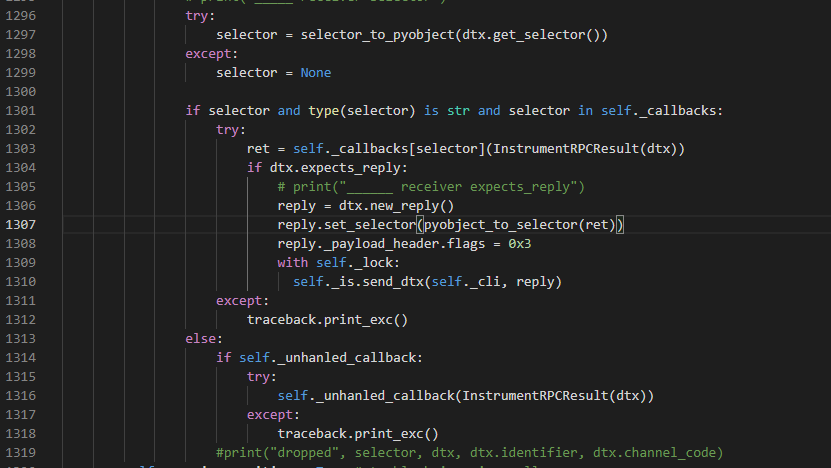 1296 try:
1297 selector = selector_to_pyobject(dtx.get_selector())
1298 except:
1299 selector = None
1300
1301 if selector and type(selector) is str and selector in self._callbacks:
1302 try:
1303 ret = self._callbacks[selector](InstrumentRPCResult(dtx))
1304 if dtx.expects_reply:
1305 # print("______ receiver expects_reply")
1306 reply = dtx.new_reply()
1307 reply.set_selector(pyobject_to_selector(ret))
1308 reply._payload_header.flags = 0x3
1309 with self._lock:
1310 self._is.send_dtx(self._cli, reply)
1311 except:
1312 traceback.print_exc()
1313 else:
1314 if self._unhanled_callback:
1315 try:
1316 self._unhanled_callback(InstrumentRPCResult(dtx))
1317 except:
1318 traceback.print_exc()
1319 #print("dropped", selector, dtx, dtx.identifier, dtx.channel_code)